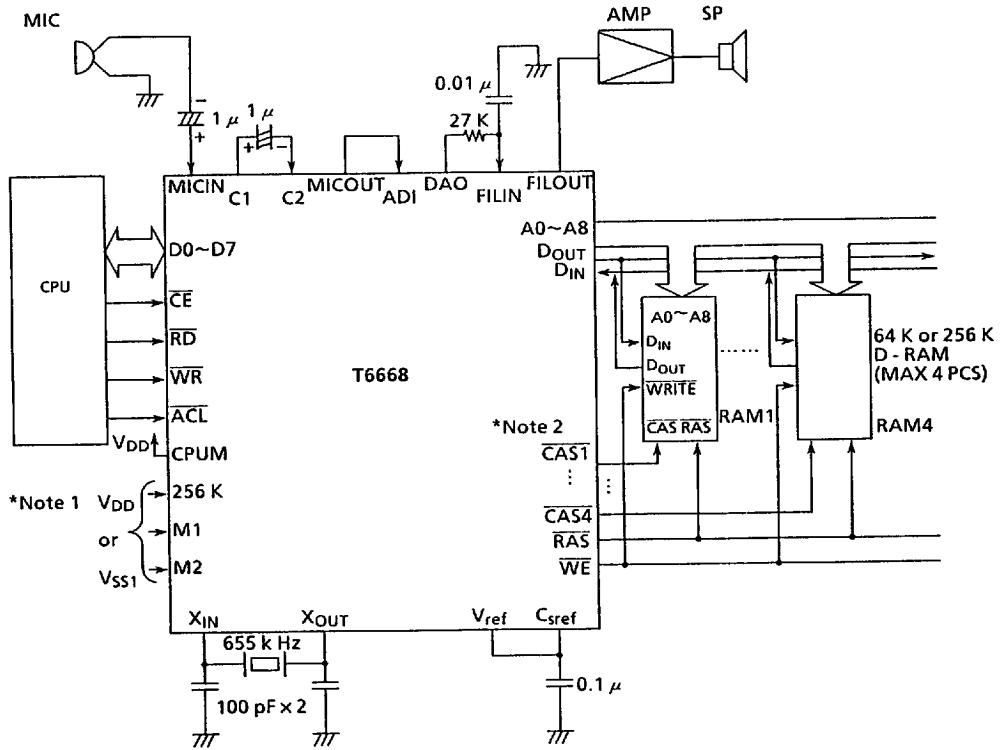 MIC
AMP SP
0.01 μ
27 K
1 μ
1 μ
−
+
+ −
MICIN C1 C2 MICOUT ADI DAO FILIN FILOUT
CPU
D0~D7
CE
RD
WR
ACL
VDD
CPUM
*Note 1
VDD
or
VSS1
256 K
M1
M2
T6668
A0~A8
DOUT
DIN
*Note 2
CAS1
CAS4
RAS
WE
A0~A8
DIN
DOUT
WRITE
CAS RAS
RAM1
......
64 K or 256 K
D - RAM
(MAX 4 PCS)
RAM4
XIN XOUT Vref Csref
655 k Hz
100 pF × 2
0.1 μ